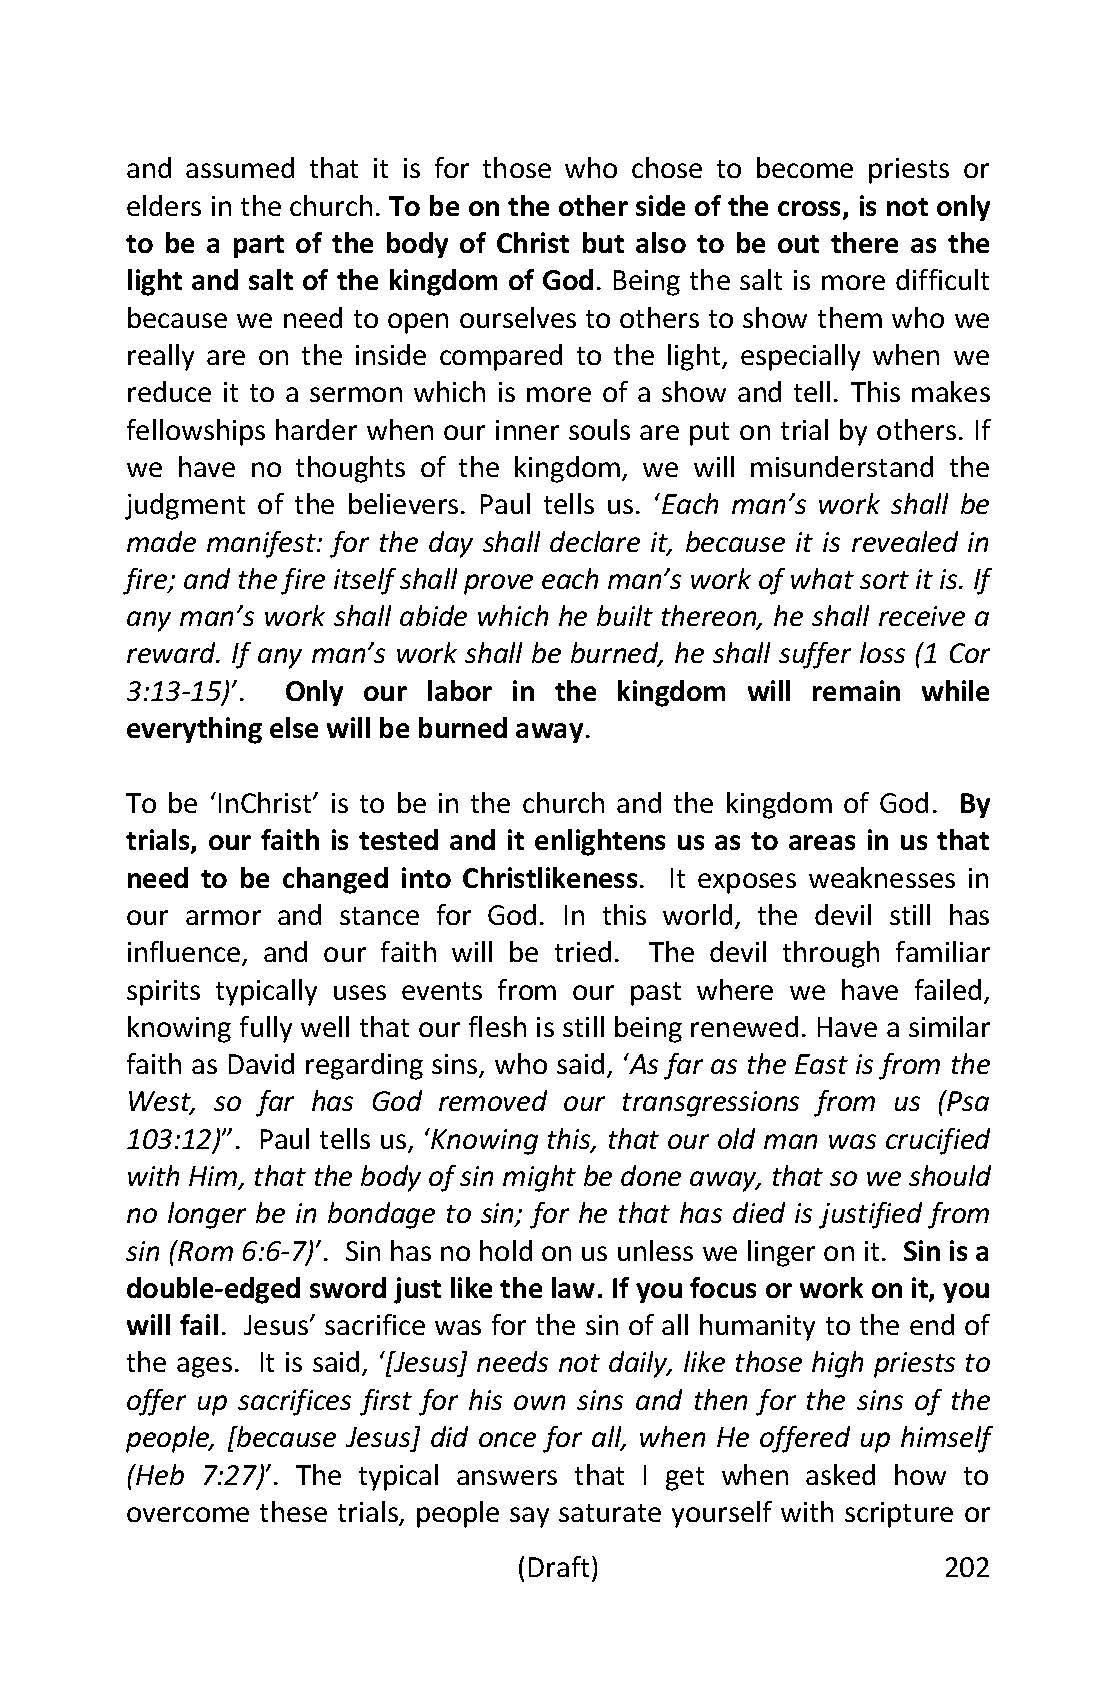 and assumed that it is for those who chose to become priests or
elders in the church. To be on the other side of the cross, is not only
to be a part of the body of Christ but also to be out there as the
light and salt of the kingdom of God. Being the salt is more difficult
because we need to open ourselves to others to show them who we
really are on the inside compared to the light, especially when we
reduce it to a sermon which is more of a show and tell. This makes
fellowships harder when our inner souls are put on trial by others. If
we have no thoughts of the kingdom, we will misunderstand the
judgment of the believers. Paul tells us. ‘Each man’s work shall be
made manifest: for the day shall declare it, because it is revealed in
fire; and the fire itself shall prove each man’s work of what sort it is. If
any man’s work shall abide which he built thereon, he shall receive a
reward. If any man’s work shall be burned, he shall suffer loss (1 Cor
3:13-15)’. Only our labor in the kingdom will remain while
everything else will be burned away.
To be ‘InChrist’ is to be in the church and the kingdom of God. By
trials, our faith is tested and it enlightens us as to areas in us that
need to be changed into Christlikeness. It exposes weaknesses in
our armor and stance for God. In this world, the devil still has
influence, and our faith will be tried. The devil through familiar
spirits typically uses events from our past where we have failed,
knowing fully well that our flesh is still being renewed. Have a similar
faith as David regarding sins, who said, ‘As far as the East is from the
West, so far has God removed our transgressions from us (Psa
103:12)”. Paul tells us, ‘Knowing this, that our old man was crucified
with Him, that the body of sin might be done away, that so we should
no longer be in bondage to sin; for he that has died is justified from
sin (Rom 6:6-7)’. Sin has no hold on us unless we linger on it. Sin is a
double-edged sword just like the law. If you focus or work on it, you
will fail. Jesus’ sacrifice was for the sin of all humanity to the end of
the ages. It is said, ‘[Jesus] needs not daily, like those high priests to
offer up sacrifices first for his own sins and then for the sins of the
people, [because Jesus] did once for all, when He offered up himself
(Heb 7:27)’. The typical answers that I get when asked how to
overcome these trials, people say saturate yourself with scripture or
(Draft) 202